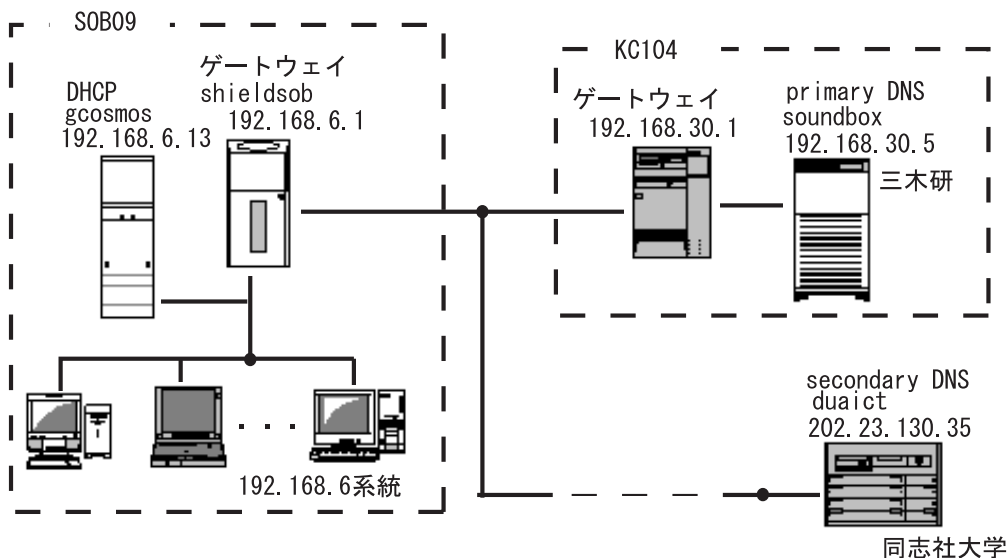 SOB09
DHCP
gcosmos
192.168.6.13
ゲートウェイ
shieldsob
192.168.6.1
192.168.6系統
KC104
ゲートウェイ
192.168.30.1
primary DNS
soundbox
192.168.30.5
三木研
secondary DNS
duaict
202.23.130.35
同志社大学